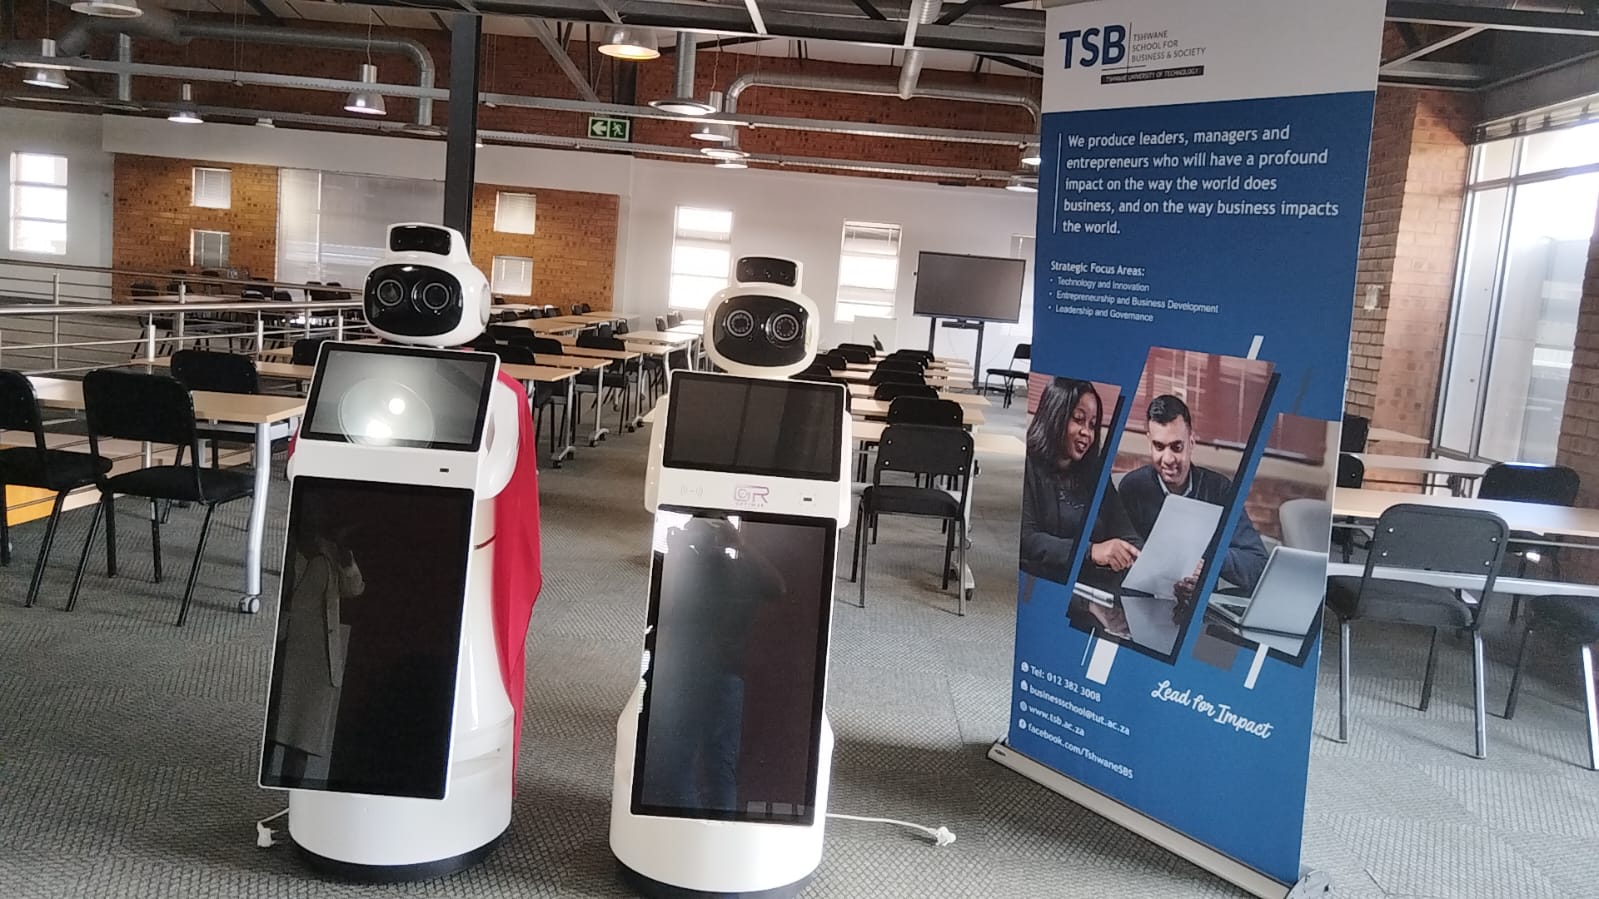 TSB
TSHWANE
SCHOOL FOR
BUSINESS & SOCIETY
TSHWANE UNIVERSITY OF TECHNOLOGY
We produce leaders, managers and
entrepreneurs who will have a profound
impact on the way the world does
business, and on the way business impacts
the world.
Strategic Focus Areas:
· Technology and Innovation
· Entrepreneurship and Business Development
· Leadership and Governance
Tel: 012 382 3008
businessschool@tut.ac.za
www.tsb.ac.za
facebook.com/TshwaneSBS
Lead for Impact